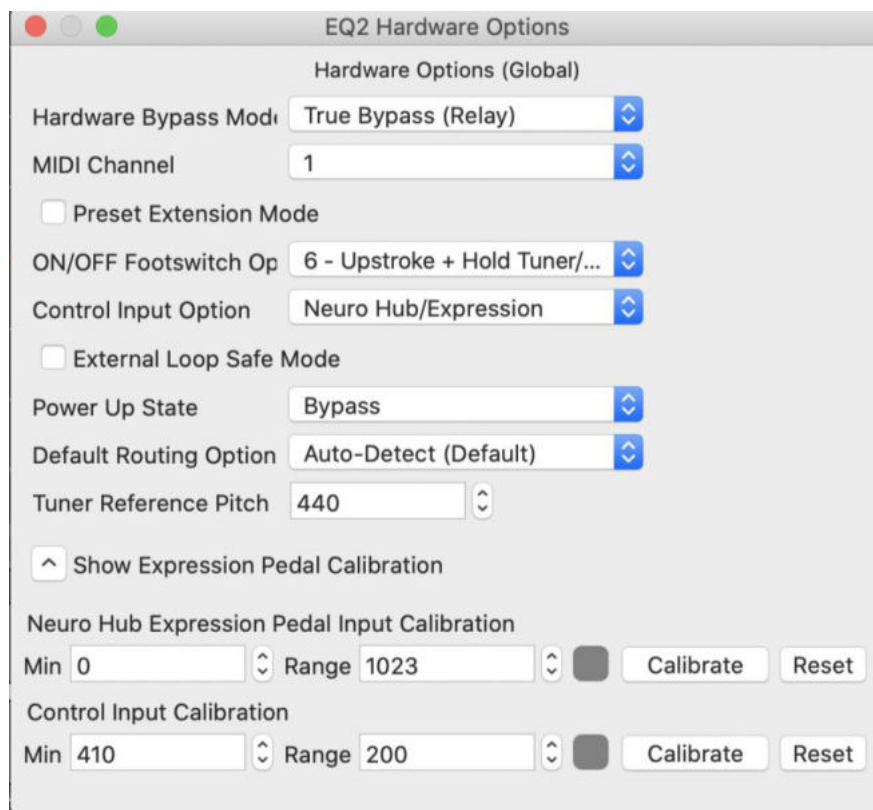 EQ2 Hardware Options
Hardware Options (Global)
Hardware Bypass Mode True Bypass (Relay)
MIDI Channel 1
Preset Extension Mode
ON/OFF Footswitch Op 6 - Upstroke + Hold Tuner/...
Control Input Option Neuro Hub/Expression
External Loop Safe Mode
Power Up State Bypass
Default Routing Option Auto-Detect (Default)
Tuner Reference Pitch 440
Show Expression Pedal Calibration
Neuro Hub Expression Pedal Input Calibration
Min 0 Range 1023 Calibrate Reset
Control Input Calibration
Min 410 Range 200 Calibrate Reset